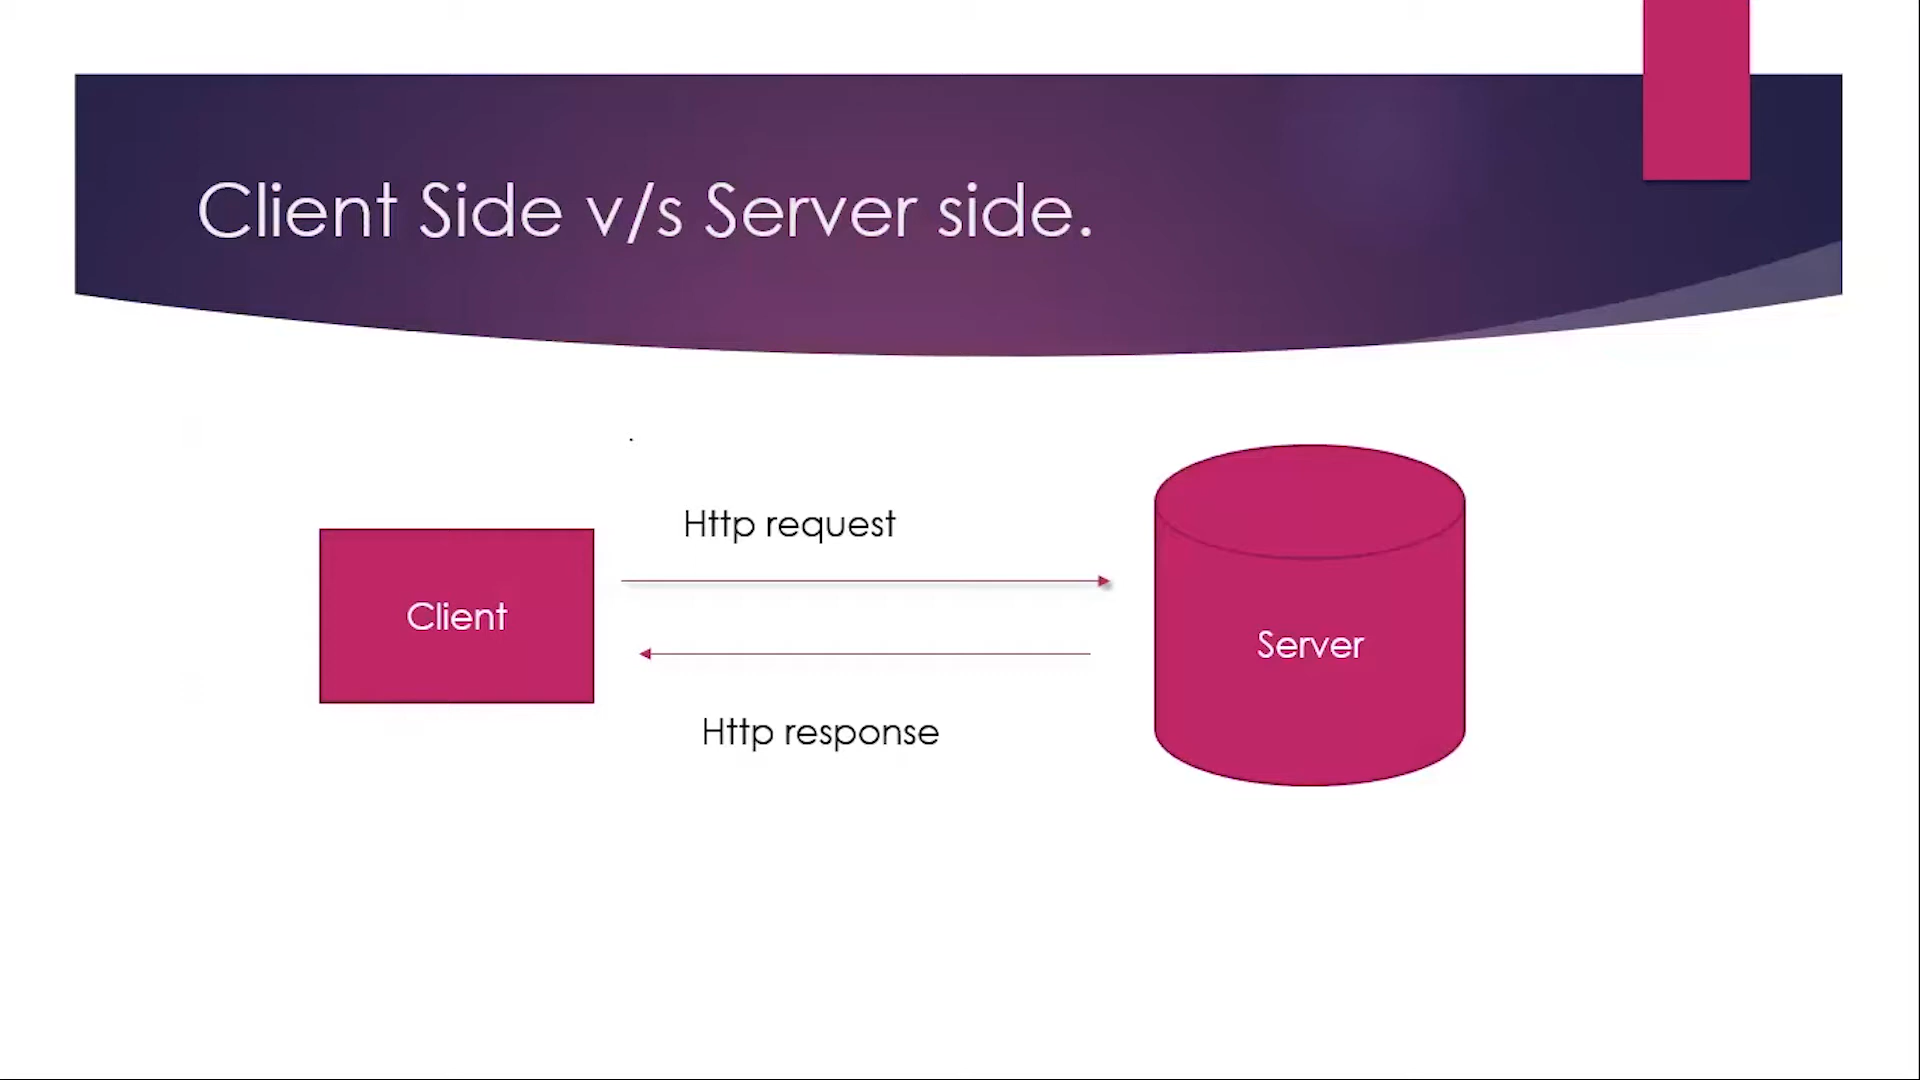 Client Side v/s Server side.
Http request
Client
Server
Http response